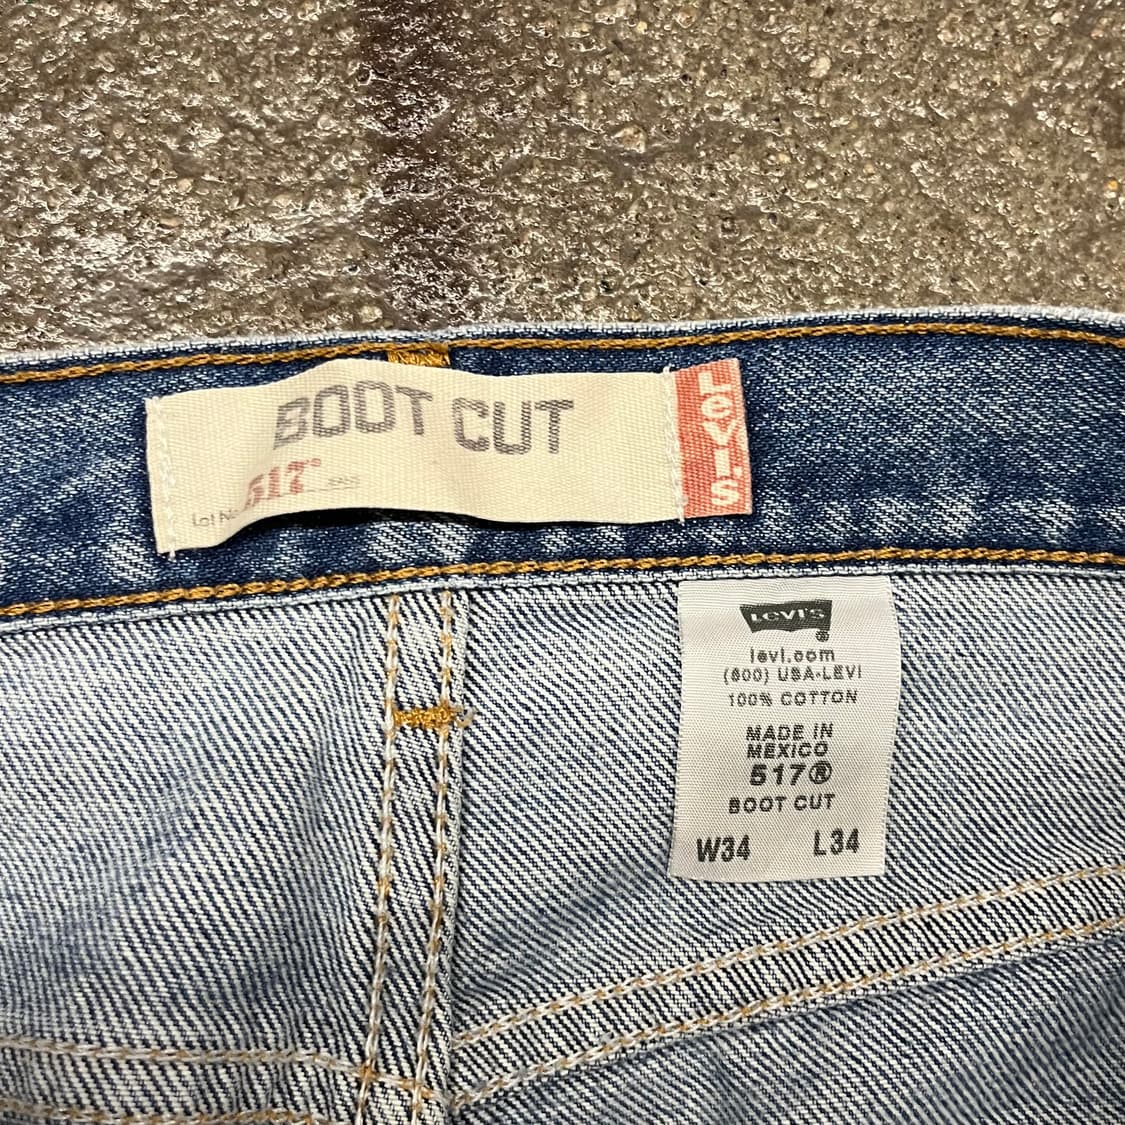 BOOT CUT
Lot No. 517®
JEANS
LEVI'S
LEVI'S
®
levi.com
(800) USA-LEVI
100% COTTON
MADE IN
MEXICO
517®
BOOT CUT
W34 L34